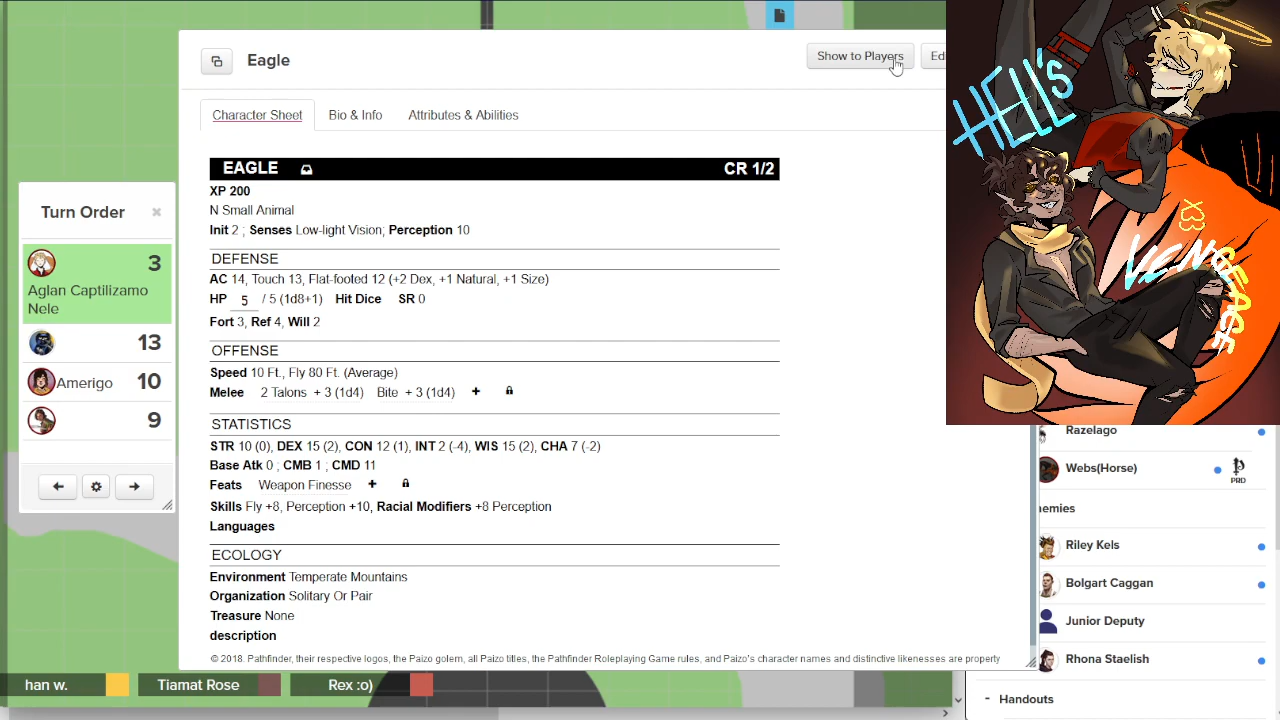 Eagle
Show to Players
Ed
Character Sheet
Bio & Info
Attributes & Abilities
EAGLE
CR 1/2
XP 200
N Small Animal
Init 2 ; Senses Low-light Vision; Perception 10
DEFENSE
AC 14, Touch 13, Flat-footed 12 (+2 Dex, +1 Natural, +1 Size)
HP 5 / 5 (1d8+1) Hit Dice SR 0
Fort 3, Ref 4, Will 2
OFFENSE
Speed 10 Ft., Fly 80 Ft. (Average)
Melee 2 Talons + 3 (1d4) Bite + 3 (1d4) +
STATISTICS
STR 10 (0), DEX 15 (2), CON 12 (1), INT 2 (-4), WIS 15 (2), CHA 7 (-2)
Base Atk 0 ; CMB 1 ; CMD 11
Feats Weapon Finesse +
Skills Fly +8, Perception +10, Racial Modifiers +8 Perception
Languages
ECOLOGY
Environment Temperate Mountains
Organization Solitary Or Pair
Treasure None
description
© 2018. Pathfinder, their respective logos, the Paizo golem, all Paizo titles, the Pathfinder Roleplaying Game rules, and Paizo's character names and distinctive likenesses are property
Turn Order
3
Aglan Captilizamo
Nele
13
Amerigo 10
9
HELL'S
VENGEACE
Razelago
Webs(Horse)
PRD
emies
Riley Kels
Bolgart Caggan
Junior Deputy
Rhona Staelish
- Handouts
han w.
Tiamat Rose
Rex :o)